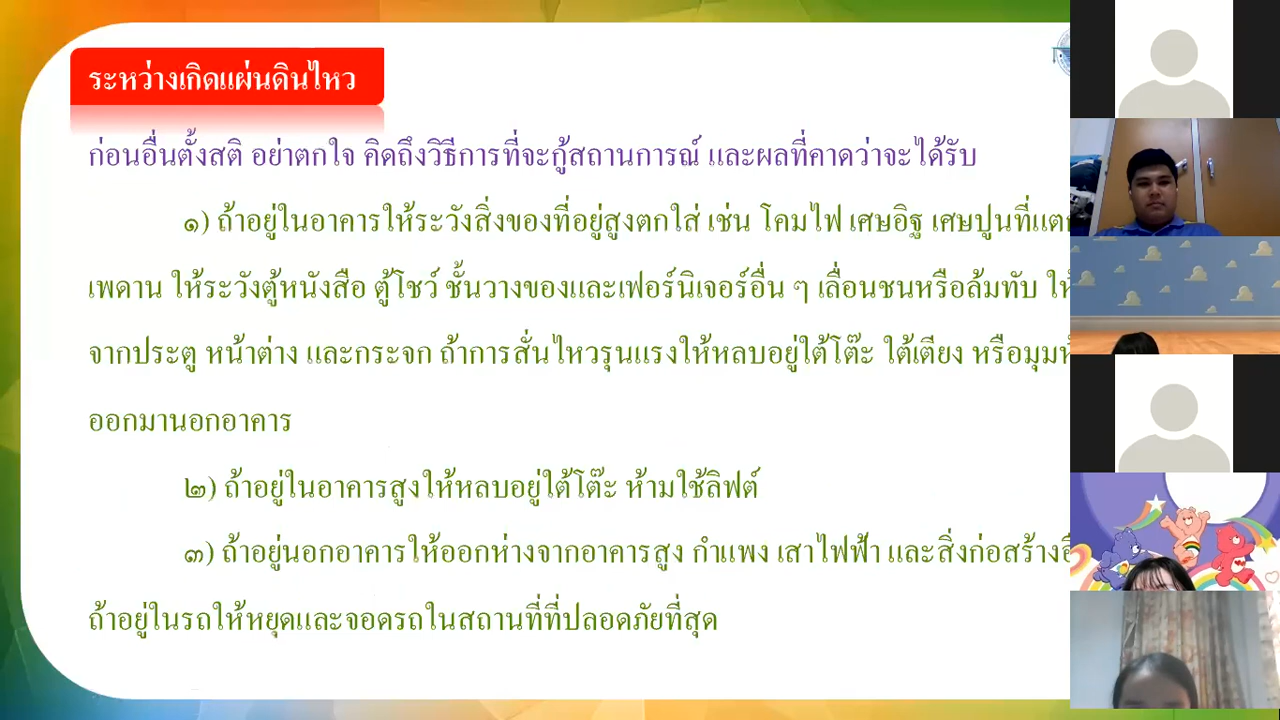 ระหว่างเกิดแผ่นดินไหว
ก่อนอื่นตั้งสติ อย่าตกใจ คิดถึงวิธีการที่จะกู้สถานการณ์ และผลที่คาดว่าจะได้รับ
๑) ถ้าอยู่ในอาคารให้ระวังสิ่งของที่อยู่สูงตกใส่ เช่น โคมไฟ เศษอิฐ เศษปูนที่
เพดาน ให้ระวังตู้หนังสือ ตู้โชว์ ชั้นวางของและเฟอร์นิเจอร์อื่น ๆ เลื่อนชนหรือล้มทับ
จากประตู หน้าต่าง และกระจก ถ้าการสั่นไหวรุนแรงให้หลบอยู่ใต้โต๊ะ ใต้เตียง หรือมุม
ออกมานอกอาคาร
๒) ถ้าอยู่ในอาคารสูงให้หลบอยู่ใต้โต๊ะ ห้ามใช้ลิฟต์
๓) ถ้าอยู่นอกอาคารให้ออกห่างจากอาคารสูง กำแพง เสาไฟฟ้า และสิ่งก่อสร้าง
ถ้าอยู่ในรถให้หยุดและจอดรถในสถานที่ที่ปลอดภัยที่สุด